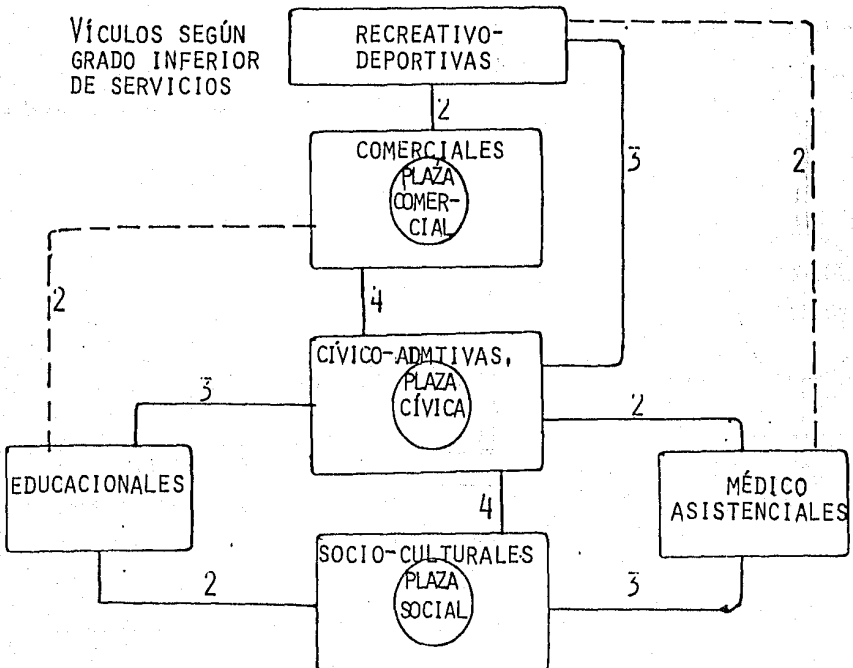 VÍCULOS SEGÚN
GRADO INFERIOR
DE SERVICIOS
RECREATIVO-
DEPORTIVAS
2
3
2
COMERCIALES
PLAZA
COMER-
CIAL
2
4
CÍVICO-ADMTIVAS,
PLAZA
CÍVICA
3
2
EDUCACIONALES
MÉDICO
ASISTENCIALES
4
SOCIO-CULTURALES
PLAZA
SOCIAL
2
3